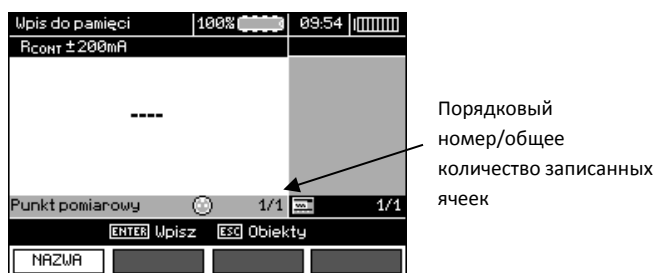 Wpis do pamięci 100% 09:54
RCONT ±200mA
----
Punkt pomiarowy 1/1 1/1
ENTER Wpisz ESC Obiekty
NAZWA
Порядковый
номер/общее
количество записанных
ячеек